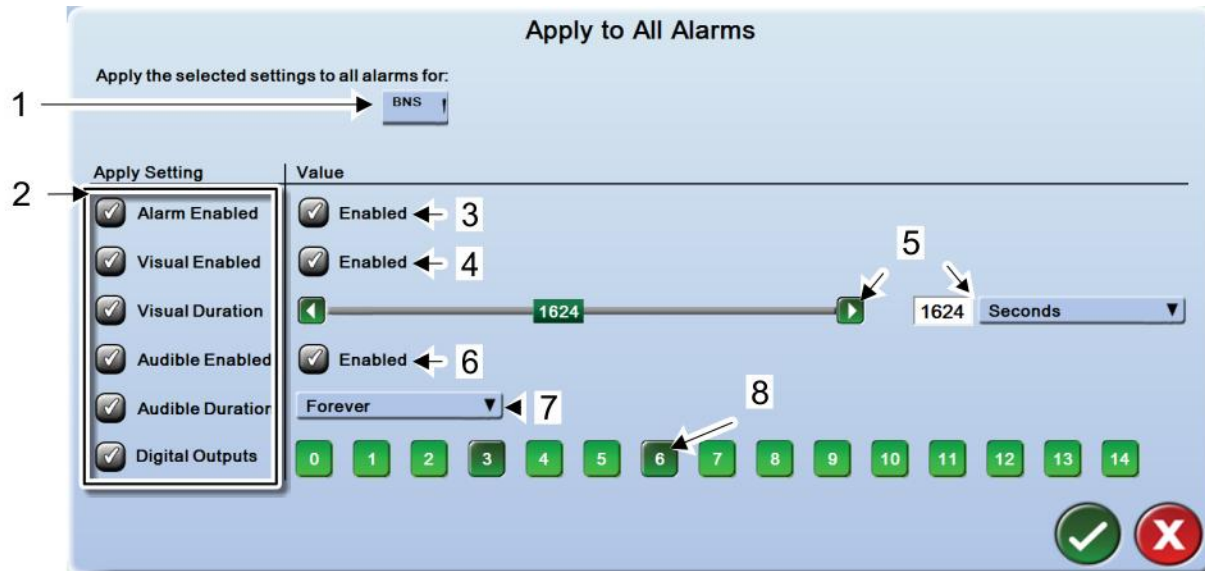 Apply to All Alarms
Apply the selected settings to all alarms for:
1
BNS
Apply Setting
Value
2
Alarm Enabled
Enabled
3
Visual Enabled
Enabled
4
5
Visual Duration
1624
1624
Seconds
Audible Enabled
Enabled
6
Audible Duration
Forever
7
8
Digital Outputs
0 1 2 3 4 5 6 7 8 9 10 11 12 13 14